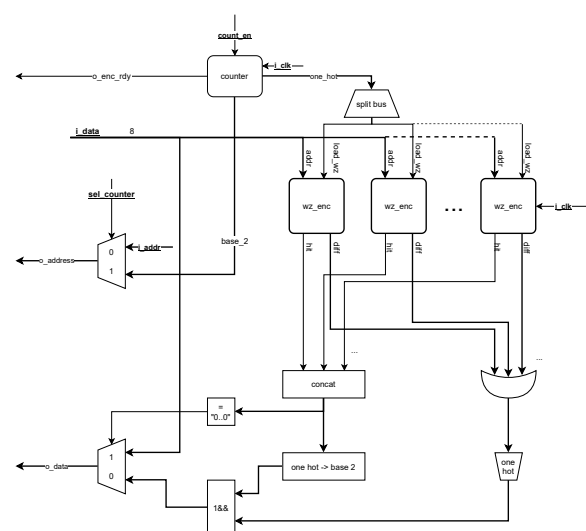 count_en
i_clk
o_enc_rdy
counter
one_hot
split bus
i_data
8
addr
load_wz
addr
load_wz
addr
load_wz
sel_counter
wz_enc
wz_enc
...
wz_enc
i_clk
base_2
i_addr
0
1
o_address
hit
diff
hit
diff
hit
diff
...
...
concat
=
"0..0"
1
0
o_data
one hot -> base 2
one
hot
1&&